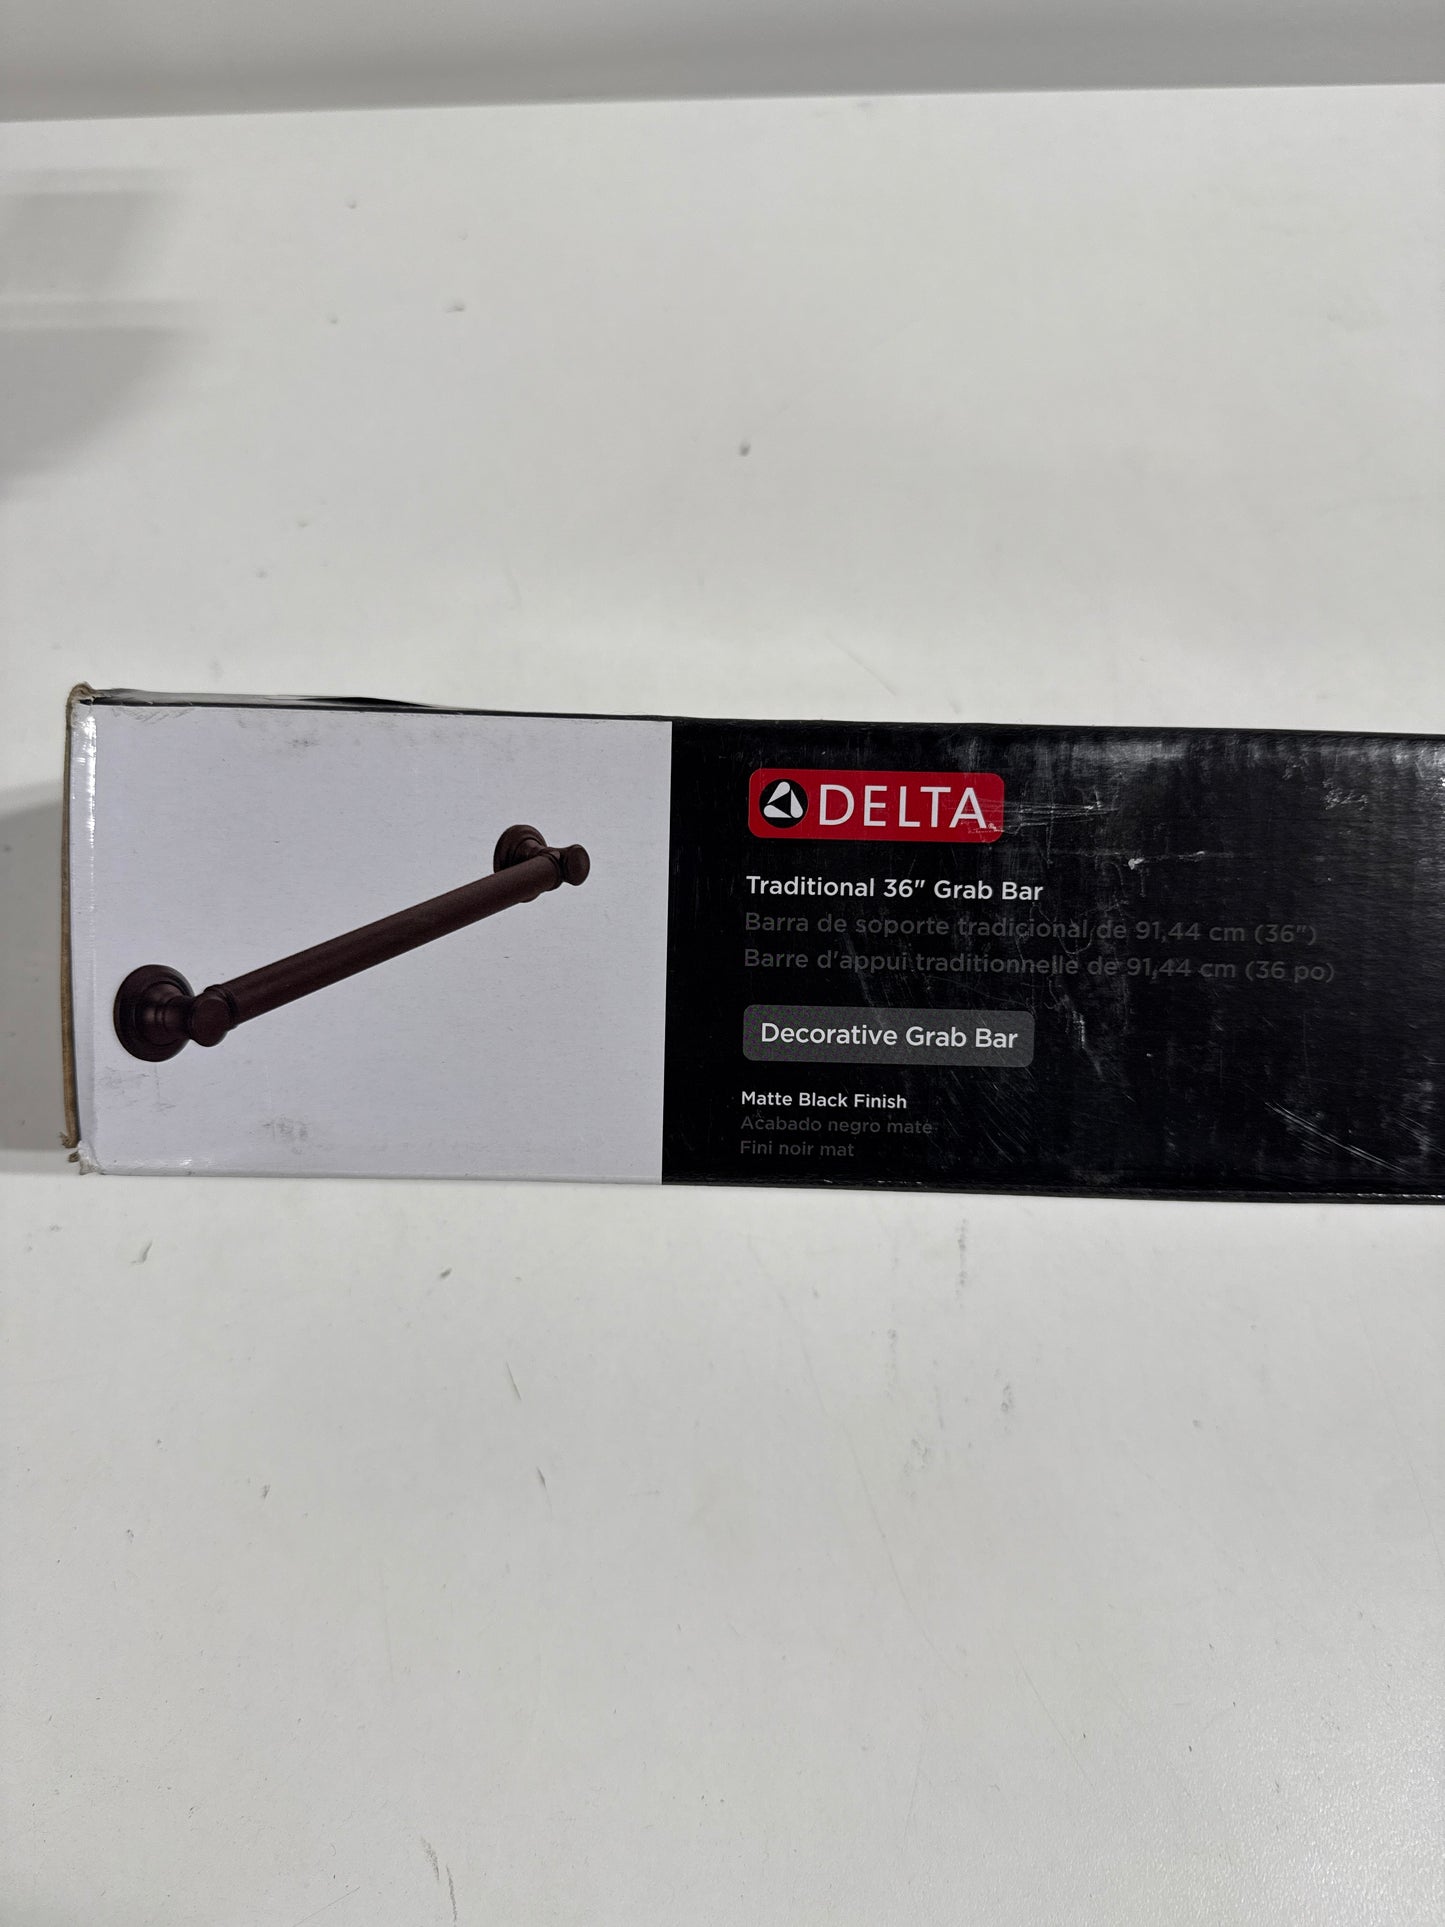 DELTA
Traditional 36" Grab Bar
Barra de soporte tradicional de 91,44 cm (36")
Barre d'appui traditionnelle de 91,44 cm (36 po)
Decorative Grab Bar
Matte Black Finish
Acabado negro mate
Fini noir mat